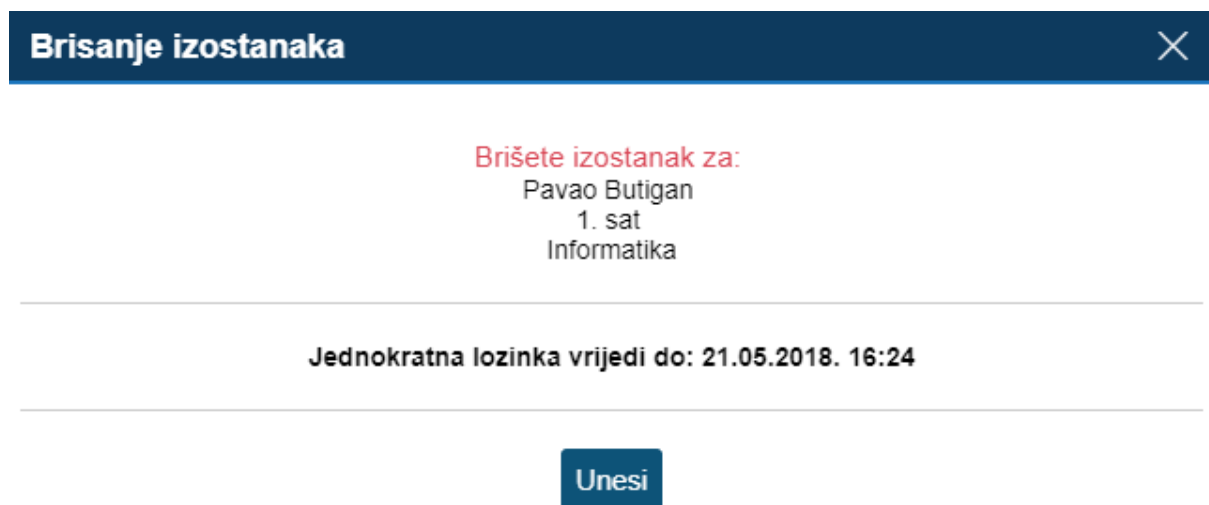 Brisanje izostanaka
Brišete izostanak za:
Pavao Butigan
1. sat
Informatika
Jednokratna lozinka vrijedi do: 21.05.2018. 16:24
Unesi